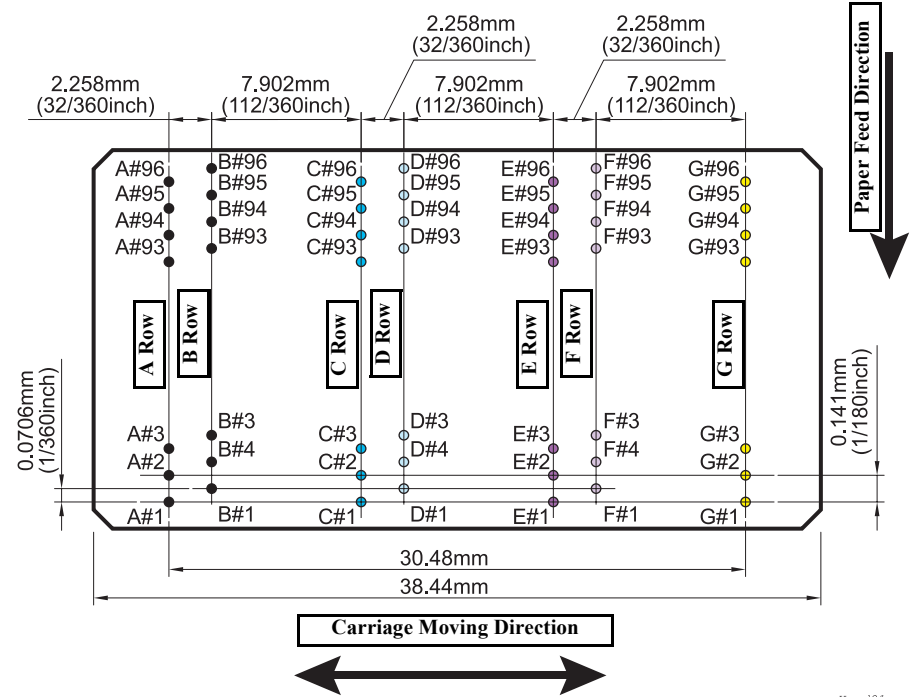 2.258mm
(32/360inch)
2.258mm
(32/360inch)
2.258mm
(32/360inch)
7.902mm
(112/360inch)
7.902mm
(112/360inch)
7.902mm
(112/360inch)
Paper Feed Direction
A#96
B#96
C#96
D#96
E#96
F#96
G#96
A#95
B#95
C#95
D#95
E#95
F#95
G#95
A#94
B#94
C#94
D#94
E#94
F#94
G#94
A#93
B#93
C#93
D#93
E#93
F#93
G#93
A Row
B Row
C Row
D Row
E Row
F Row
G Row
0.0706mm
(1/360inch)
0.141mm
(1/180inch)
A#3
B#3
C#3
D#3
E#3
F#3
G#3
A#2
B#4
C#2
D#4
E#2
F#4
G#2
A#1
B#1
C#1
D#1
E#1
F#1
G#1
30.48mm
38.44mm
Carriage Moving Direction